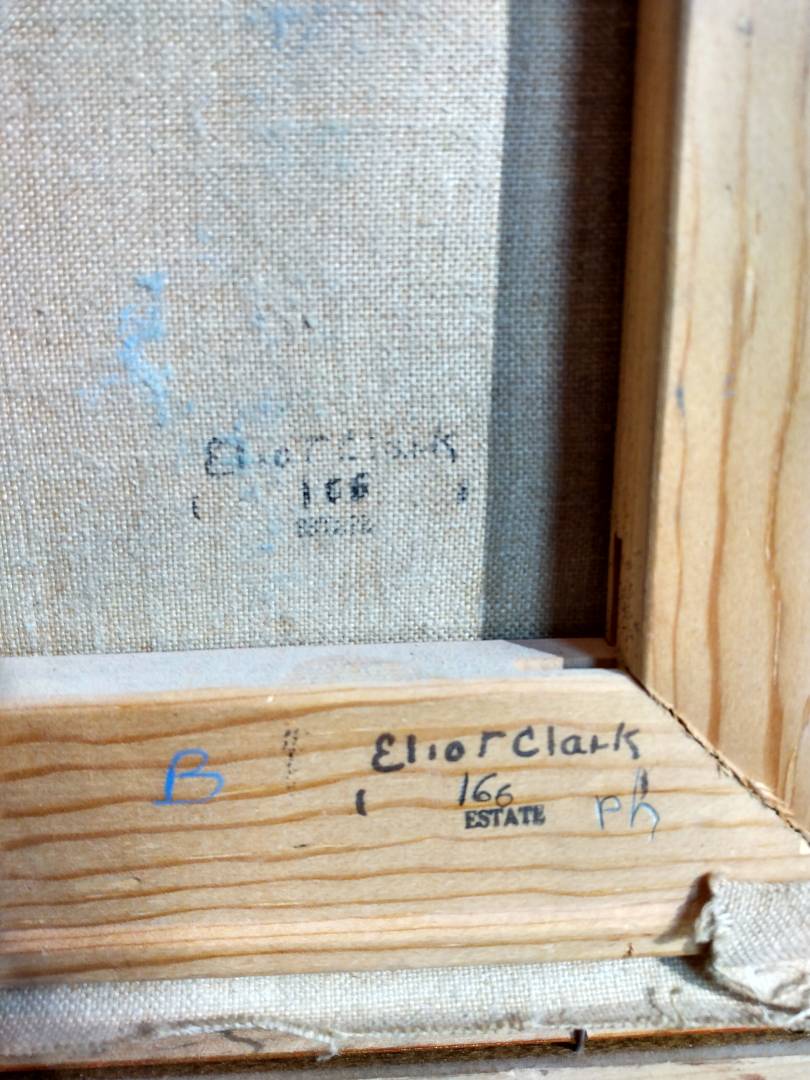 Eliot Clark
166
ESTATE
B
Eliot Clark
166
ESTATE
ph